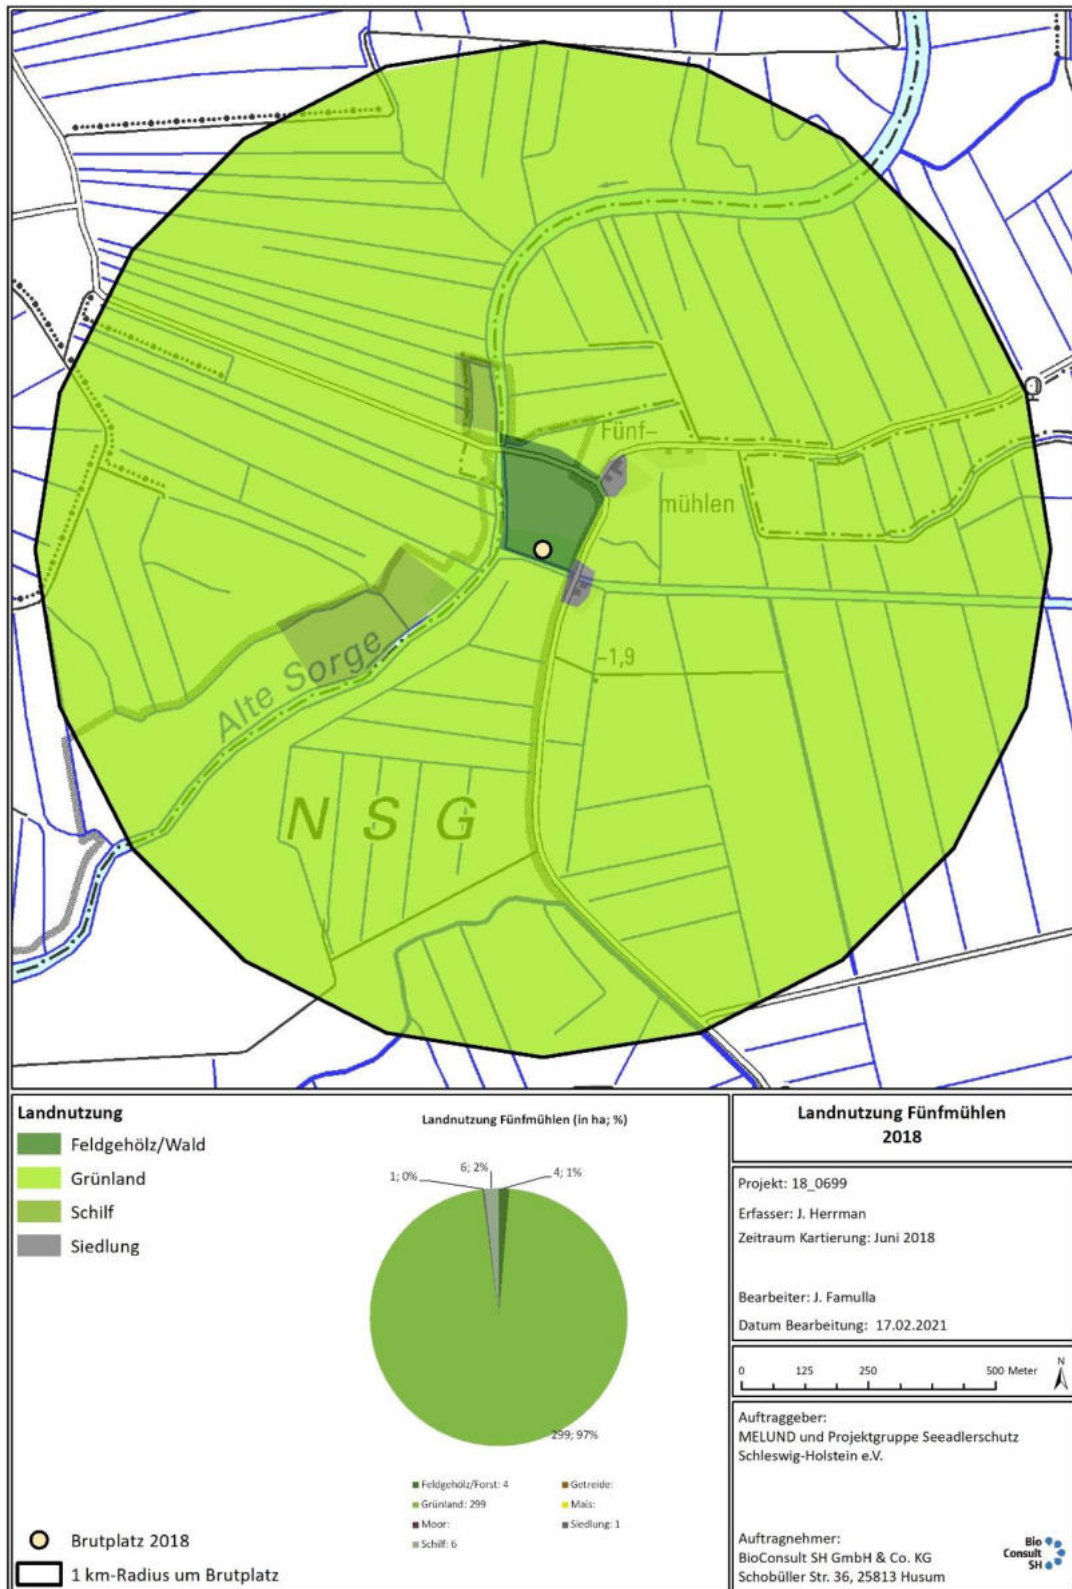 Fünf-
mühlen
Alte Sorge
-1,9
N S G
Landnutzung
Feldgehölz/Wald
Grünland
Schilf
Siedlung
Brutplatz 2018
1 km-Radius um Brutplatz
Landnutzung Fünfmühlen (in ha; %)
1; 0%
6; 2%
4; 1%
299; 97%
Feldgehölz/Forst: 4
Getreide:
Grünland: 299
Mais:
Moor:
Siedlung: 1
Schilf: 6
Landnutzung Fünfmühlen
2018
Projekt: 18_0699
Erfasser: J. Herrman
Zeitraum Kartierung: Juni 2018
Bearbeiter: J. Famulla
Datum Bearbeitung: 17.02.2021
0 125 250 500 Meter
N
Auftraggeber:
MELUND und Projektgruppe Seeadlerschutz
Schleswig-Holstein e.V.
Auftragnehmer:
BioConsult SH GmbH & Co. KG
Schobüller Str. 36, 25813 Husum
Bio
Consult
SH